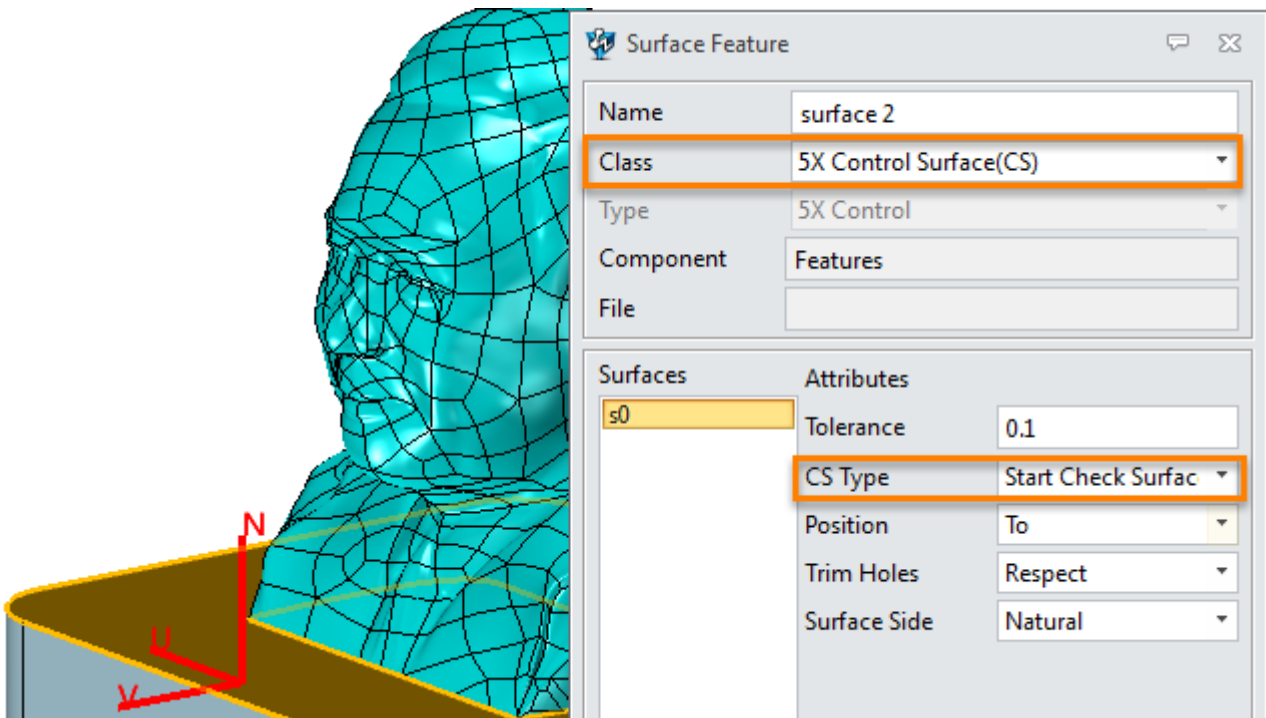 Surface Feature
Name surface 2
Class 5X Control Surface(CS)
Type 5X Control
Component Features
File
Surfaces Attributes
s0
Tolerance 0.1
CS Type Start Check Surfac
Position To
Trim Holes Respect
Surface Side Natural
N
U
V